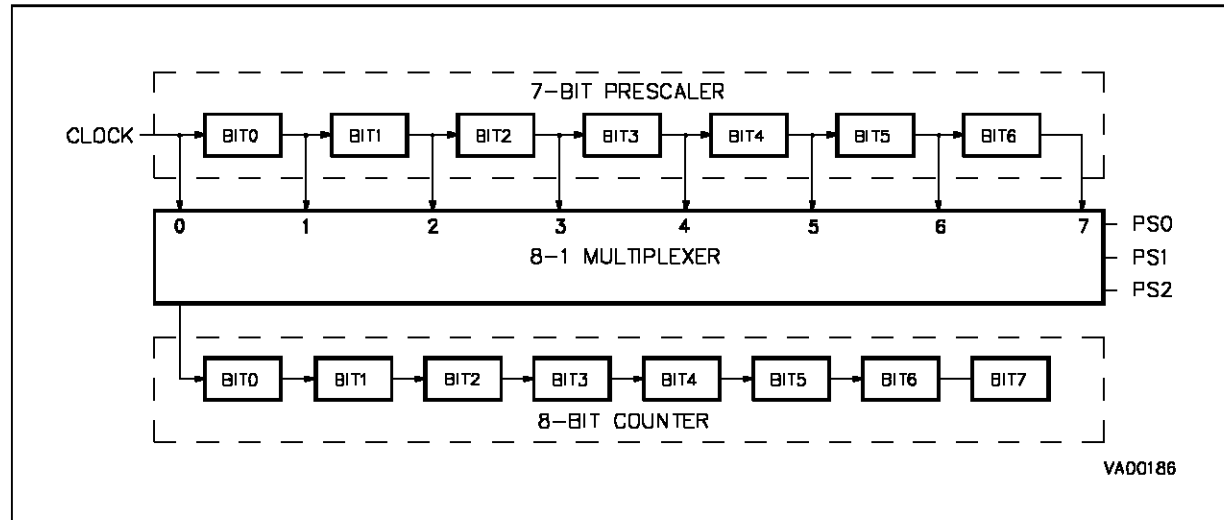 7-BIT PRESCALER
CLOCK BIT0 BIT1 BIT2 BIT3 BIT4 BIT5 BIT6
0 1 2 3 4 5 6 7 PS0
8-1 MULTIPLEXER PS1
PS2
BIT0 BIT1 BIT2 BIT3 BIT4 BIT5 BIT6 BIT7
8-BIT COUNTER
VA00186